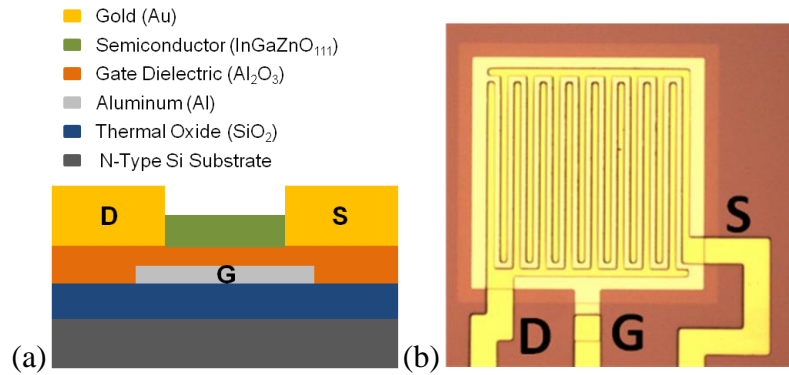 Gold (Au)
Semiconductor (InGaZnO₁₁₁)
Gate Dielectric (Al₂O₃)
Aluminum (Al)
Thermal Oxide (SiO₂)
N-Type Si Substrate
D
S
G
(a)
S
D
G
(b)